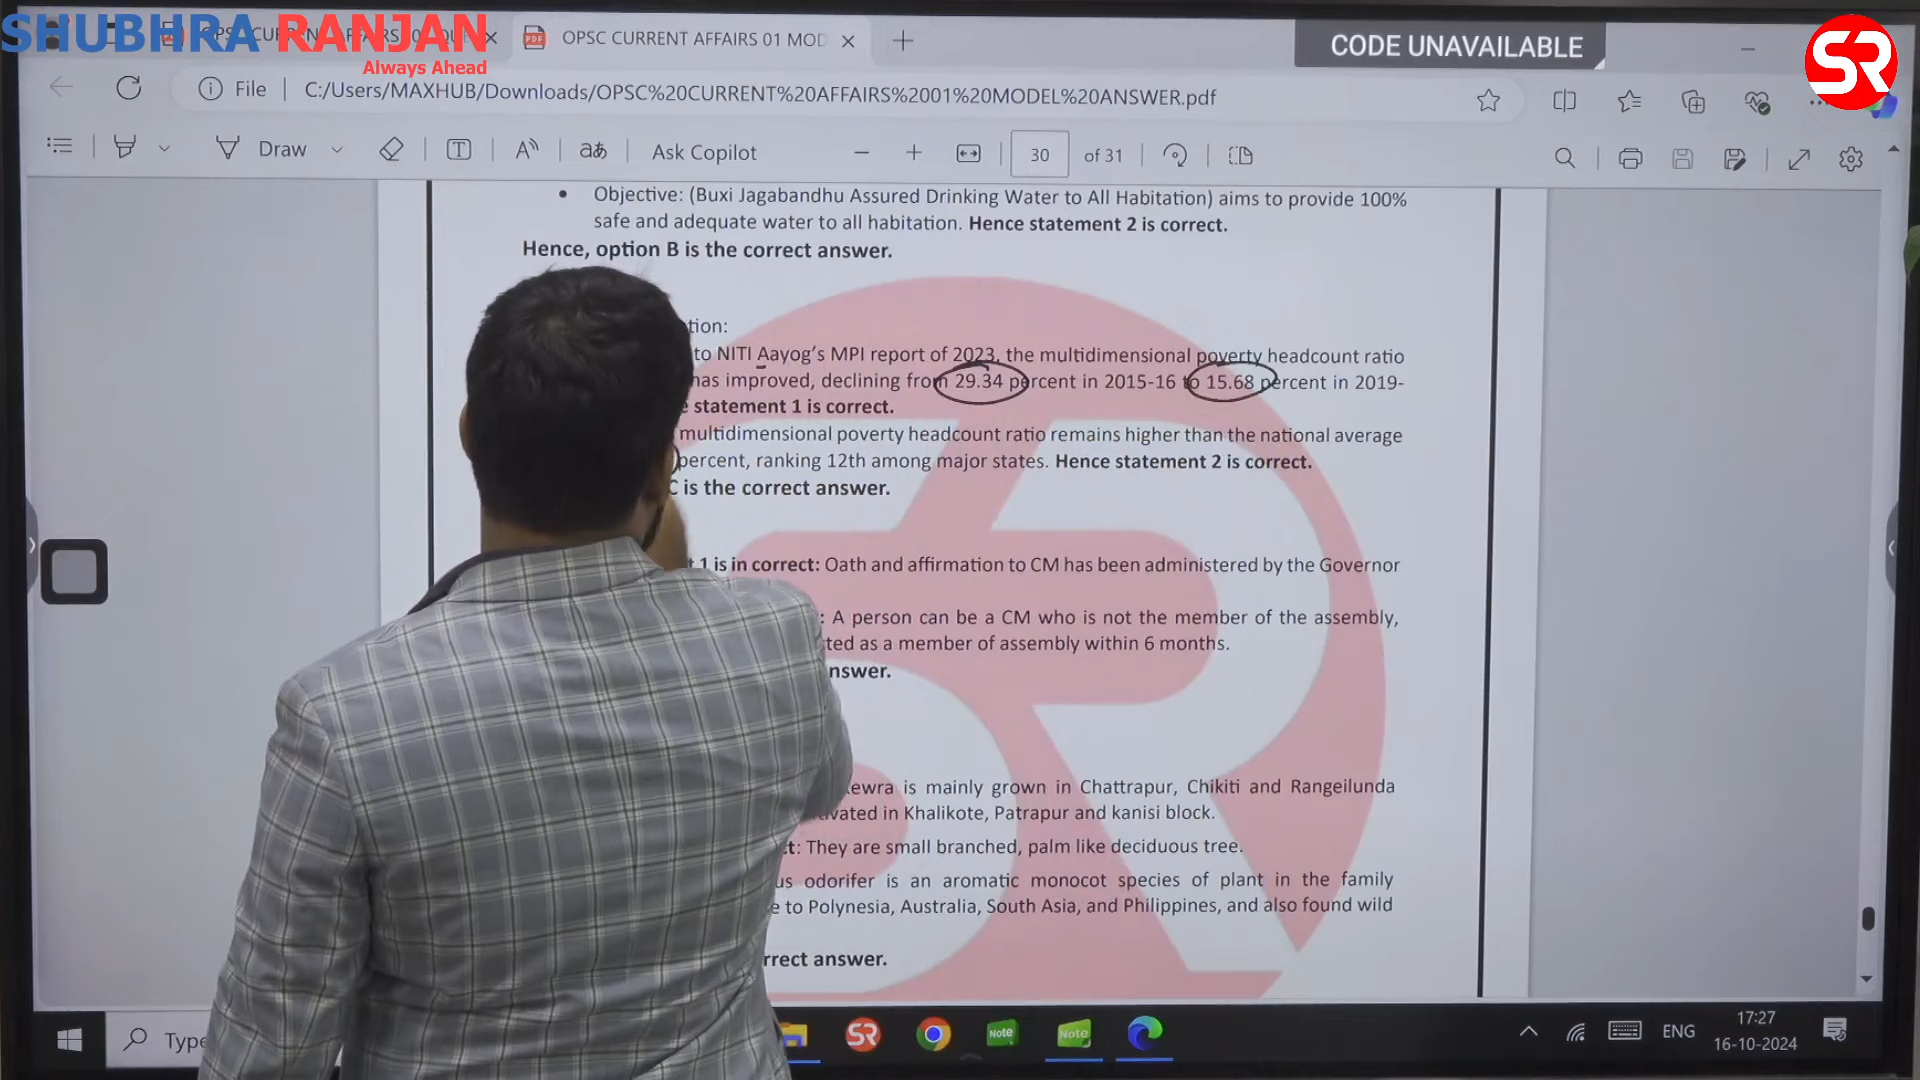 SHUBHRA RANJAN
Always Ahead
OPSC CURRENT AFFAIRS 01 MOD
CODE UNAVAILABLE
SR
File C:/Users/MAXHUB/Downloads/OPSC%20CURRENT%20AFFAIRS%2001%20MODEL%20ANSWER.pdf
Draw T aあ Ask Copilot 30 of 31
• Objective: (Buxi Jagabandhu Assured Drinking Water to All Habitation) aims to provide 100%
safe and adequate water to all habitation. Hence statement 2 is correct.
Hence, option B is the correct answer.
tion:
to NITI Aayog's MPI report of 2023, the multidimensional poverty headcount ratio
has improved, declining from 29.34 percent in 2015-16 to 15.68 percent in 2019-
statement 1 is correct.
multidimensional poverty headcount ratio remains higher than the national average
percent, ranking 12th among major states. Hence statement 2 is correct.
C is the correct answer.
1 is in correct: Oath and affirmation to CM has been administered by the Governor
: A person can be a CM who is not the member of the assembly,
ted as a member of assembly within 6 months.
nswer.
Kewra is mainly grown in Chattrapur, Chikiti and Rangeilunda
tivated in Khalikote, Patrapur and kanisi block.
ct: They are small branched, palm like deciduous tree.
us odorifer is an aromatic monocot species of plant in the family
e to Polynesia, Australia, South Asia, and Philippines, and also found wild
rrect answer.
Type SR Note Note ENG 17:27
16-10-2024